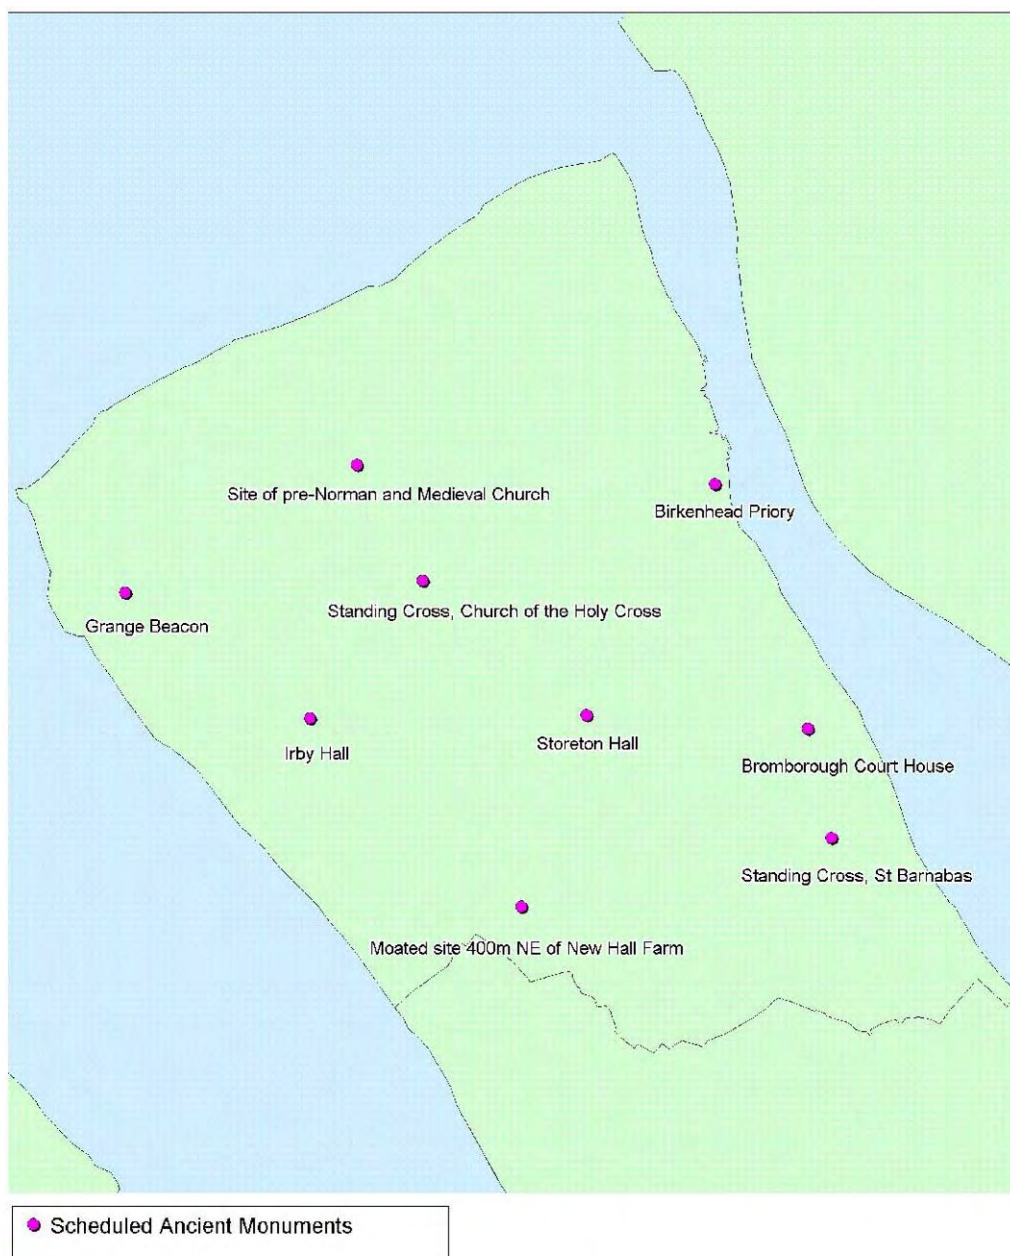 Site of pre-Norman and Medieval Church
Birkenhead Priory
Standing Cross, Church of the Holy Cross
Grange Beacon
Storeton Hall
Irby Hall
Bromborough Court House
Standing Cross, St Barnabas
Moated site 400m NE of New Hall Farm
Scheduled Ancient Monuments